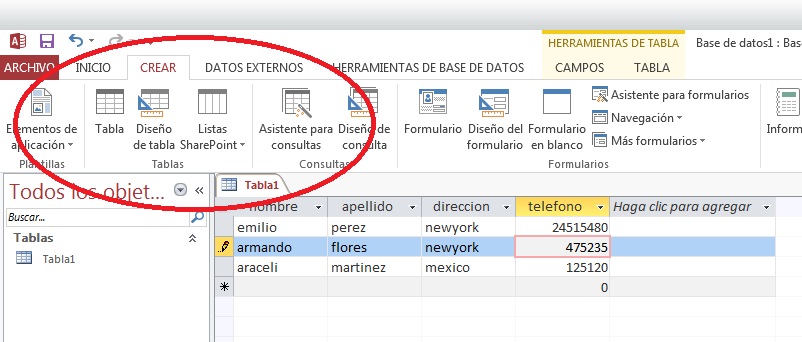 HERRAMIENTAS DE TABLA
Base de datos1 : Bas
ARCHIVO INICIO CREAR DATOS EXTERNOS HERRAMIENTAS DE BASE DE DATOS CAMPOS TABLA
Elementos de aplicación
Tabla
Diseño de tabla
Listas SharePoint
Asistente para consultas
Diseño de consulta
Formulario
Diseño del formulario
Formulario en blanco
Asistente para formularios
Navegación
Más formularios
Inform
Plantillas Tablas Consultas Formularios
Todos los objet...
Buscar...
Tablas
Tabla1
Tabla1
nombre apellido direccion telefono Haga clic para agregar
emilio perez newyork 24515480
armando flores newyork 475235
araceli martinez mexico 125120
0